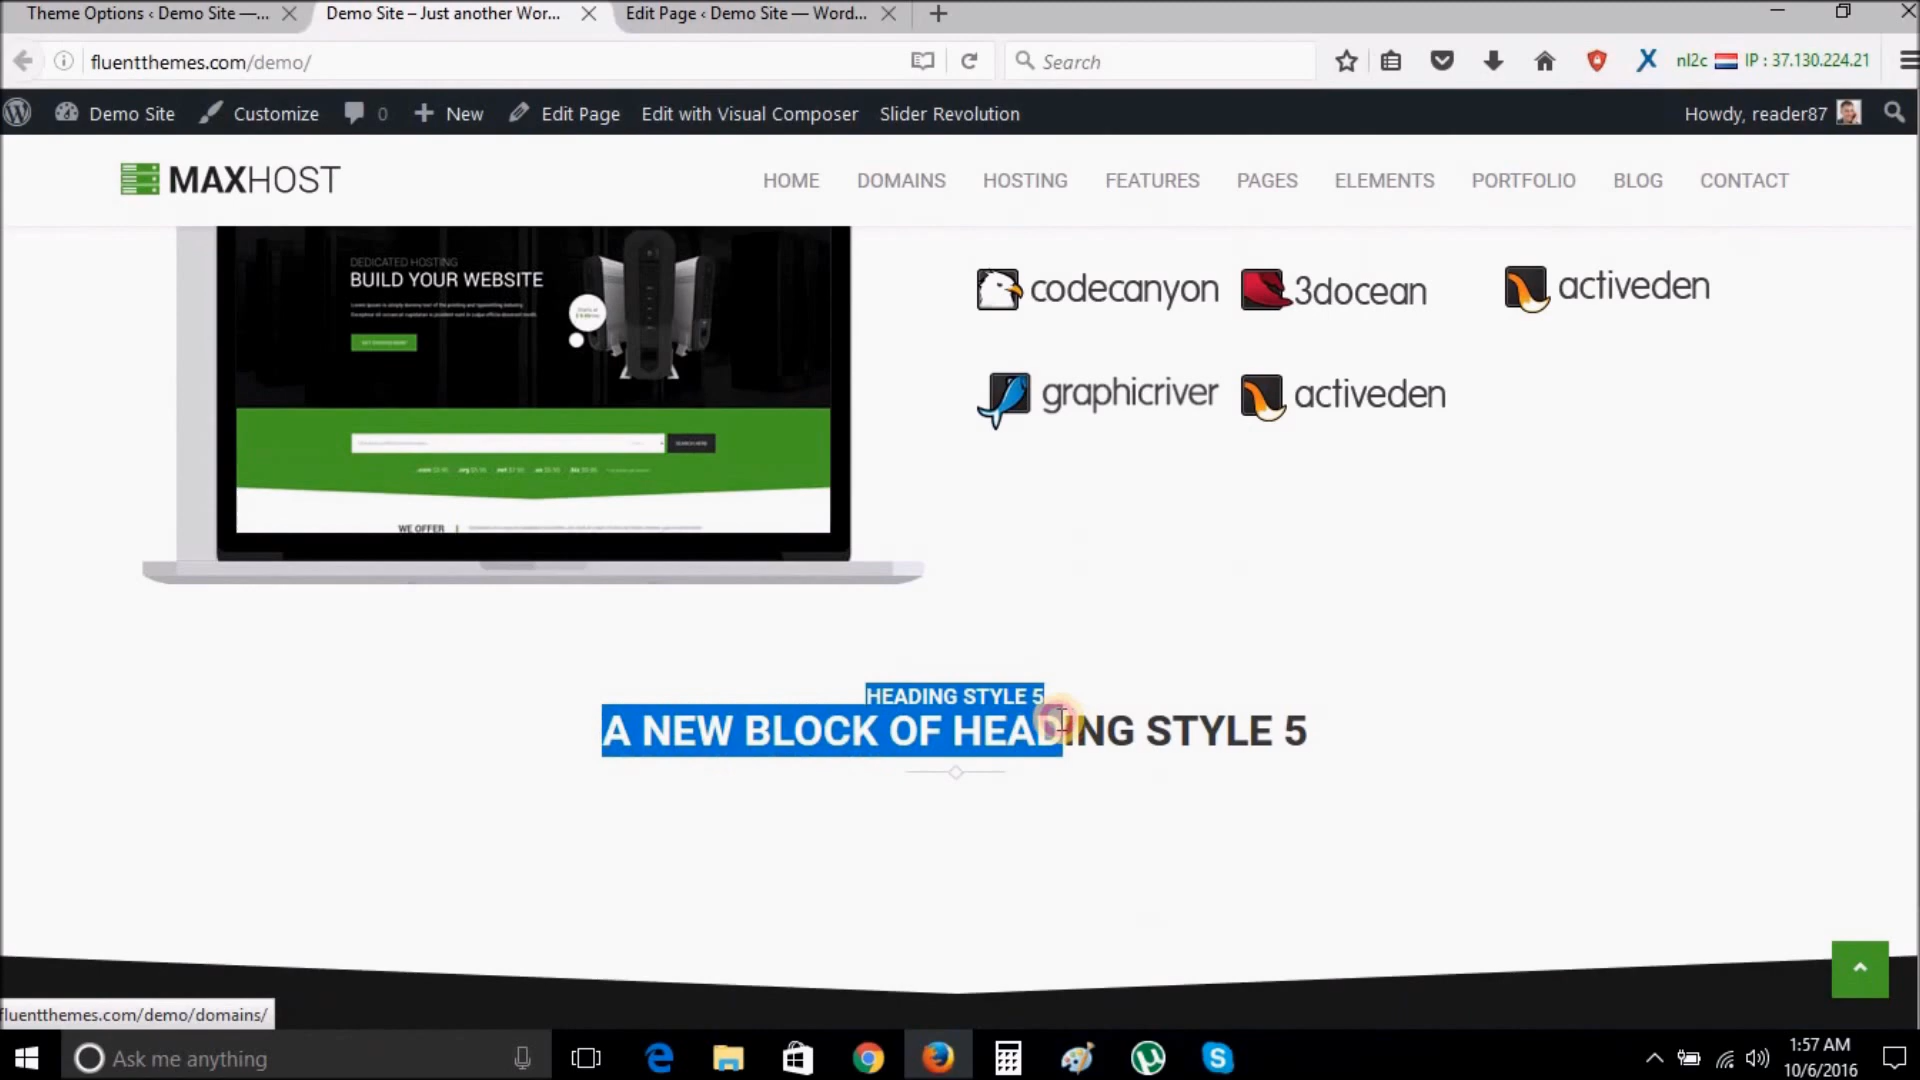 Theme Options ‹ Demo Site —...
Demo Site – Just another Wor...
Edit Page ‹ Demo Site — Word...
fluentthemes.com/demo/
Search
nl2c
IP : 37.130.224.21
Demo Site
Customize
0
New
Edit Page
Edit with Visual Composer
Slider Revolution
Howdy, reader87
MAXHOST
HOME
DOMAINS
HOSTING
FEATURES
PAGES
ELEMENTS
PORTFOLIO
BLOG
CONTACT
DEDICATED HOSTING
BUILD YOUR WEBSITE
WE OFFER
codecanyon
3docean
activeden
graphicriver
activeden
HEADING STYLE 5
A NEW BLOCK OF HEADING STYLE 5
fluentthemes.com/demo/domains/
Ask me anything
1:57 AM
10/6/2016